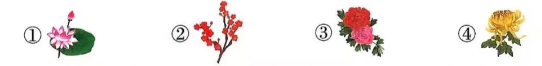 ① ② ③ ④